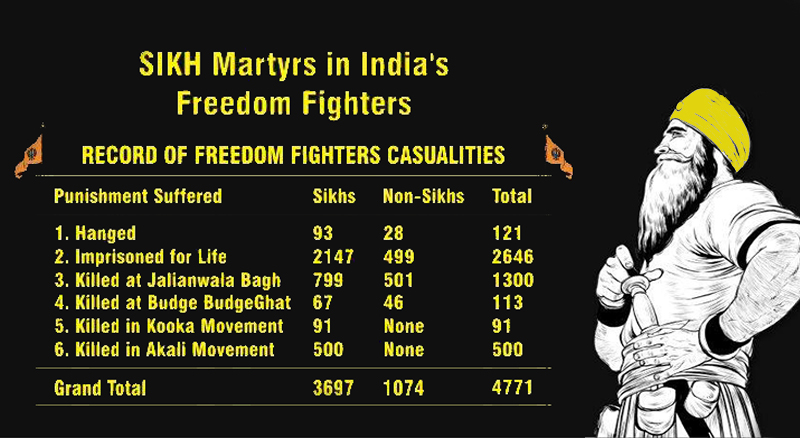 SIKH Martyrs in India's
Freedom Fighters
RECORD OF FREEDOM FIGHTERS CASUALITIES
Punishment Suffered Sikhs Non-Sikhs Total
1. Hanged 93 28 121
2. Imprisoned for Life 2147 499 2646
3. Killed at Jalianwala Bagh 799 501 1300
4. Killed at Budge BudgeGhat 67 46 113
5. Killed in Kooka Movement 91 None 91
6. Killed in Akali Movement 500 None 500
Grand Total 3697 1074 4771